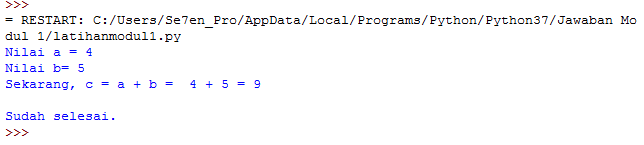 >>>
= RESTART: C:/Users/Se7en_Pro/AppData/Local/Programs/Python/Python37/Jawaban Mo
dul 1/latihanmodul1.py
Nilai a = 4
Nilai b= 5
Sekarang, c = a + b =  4 + 5 = 9
Sudah selesai.
>>>